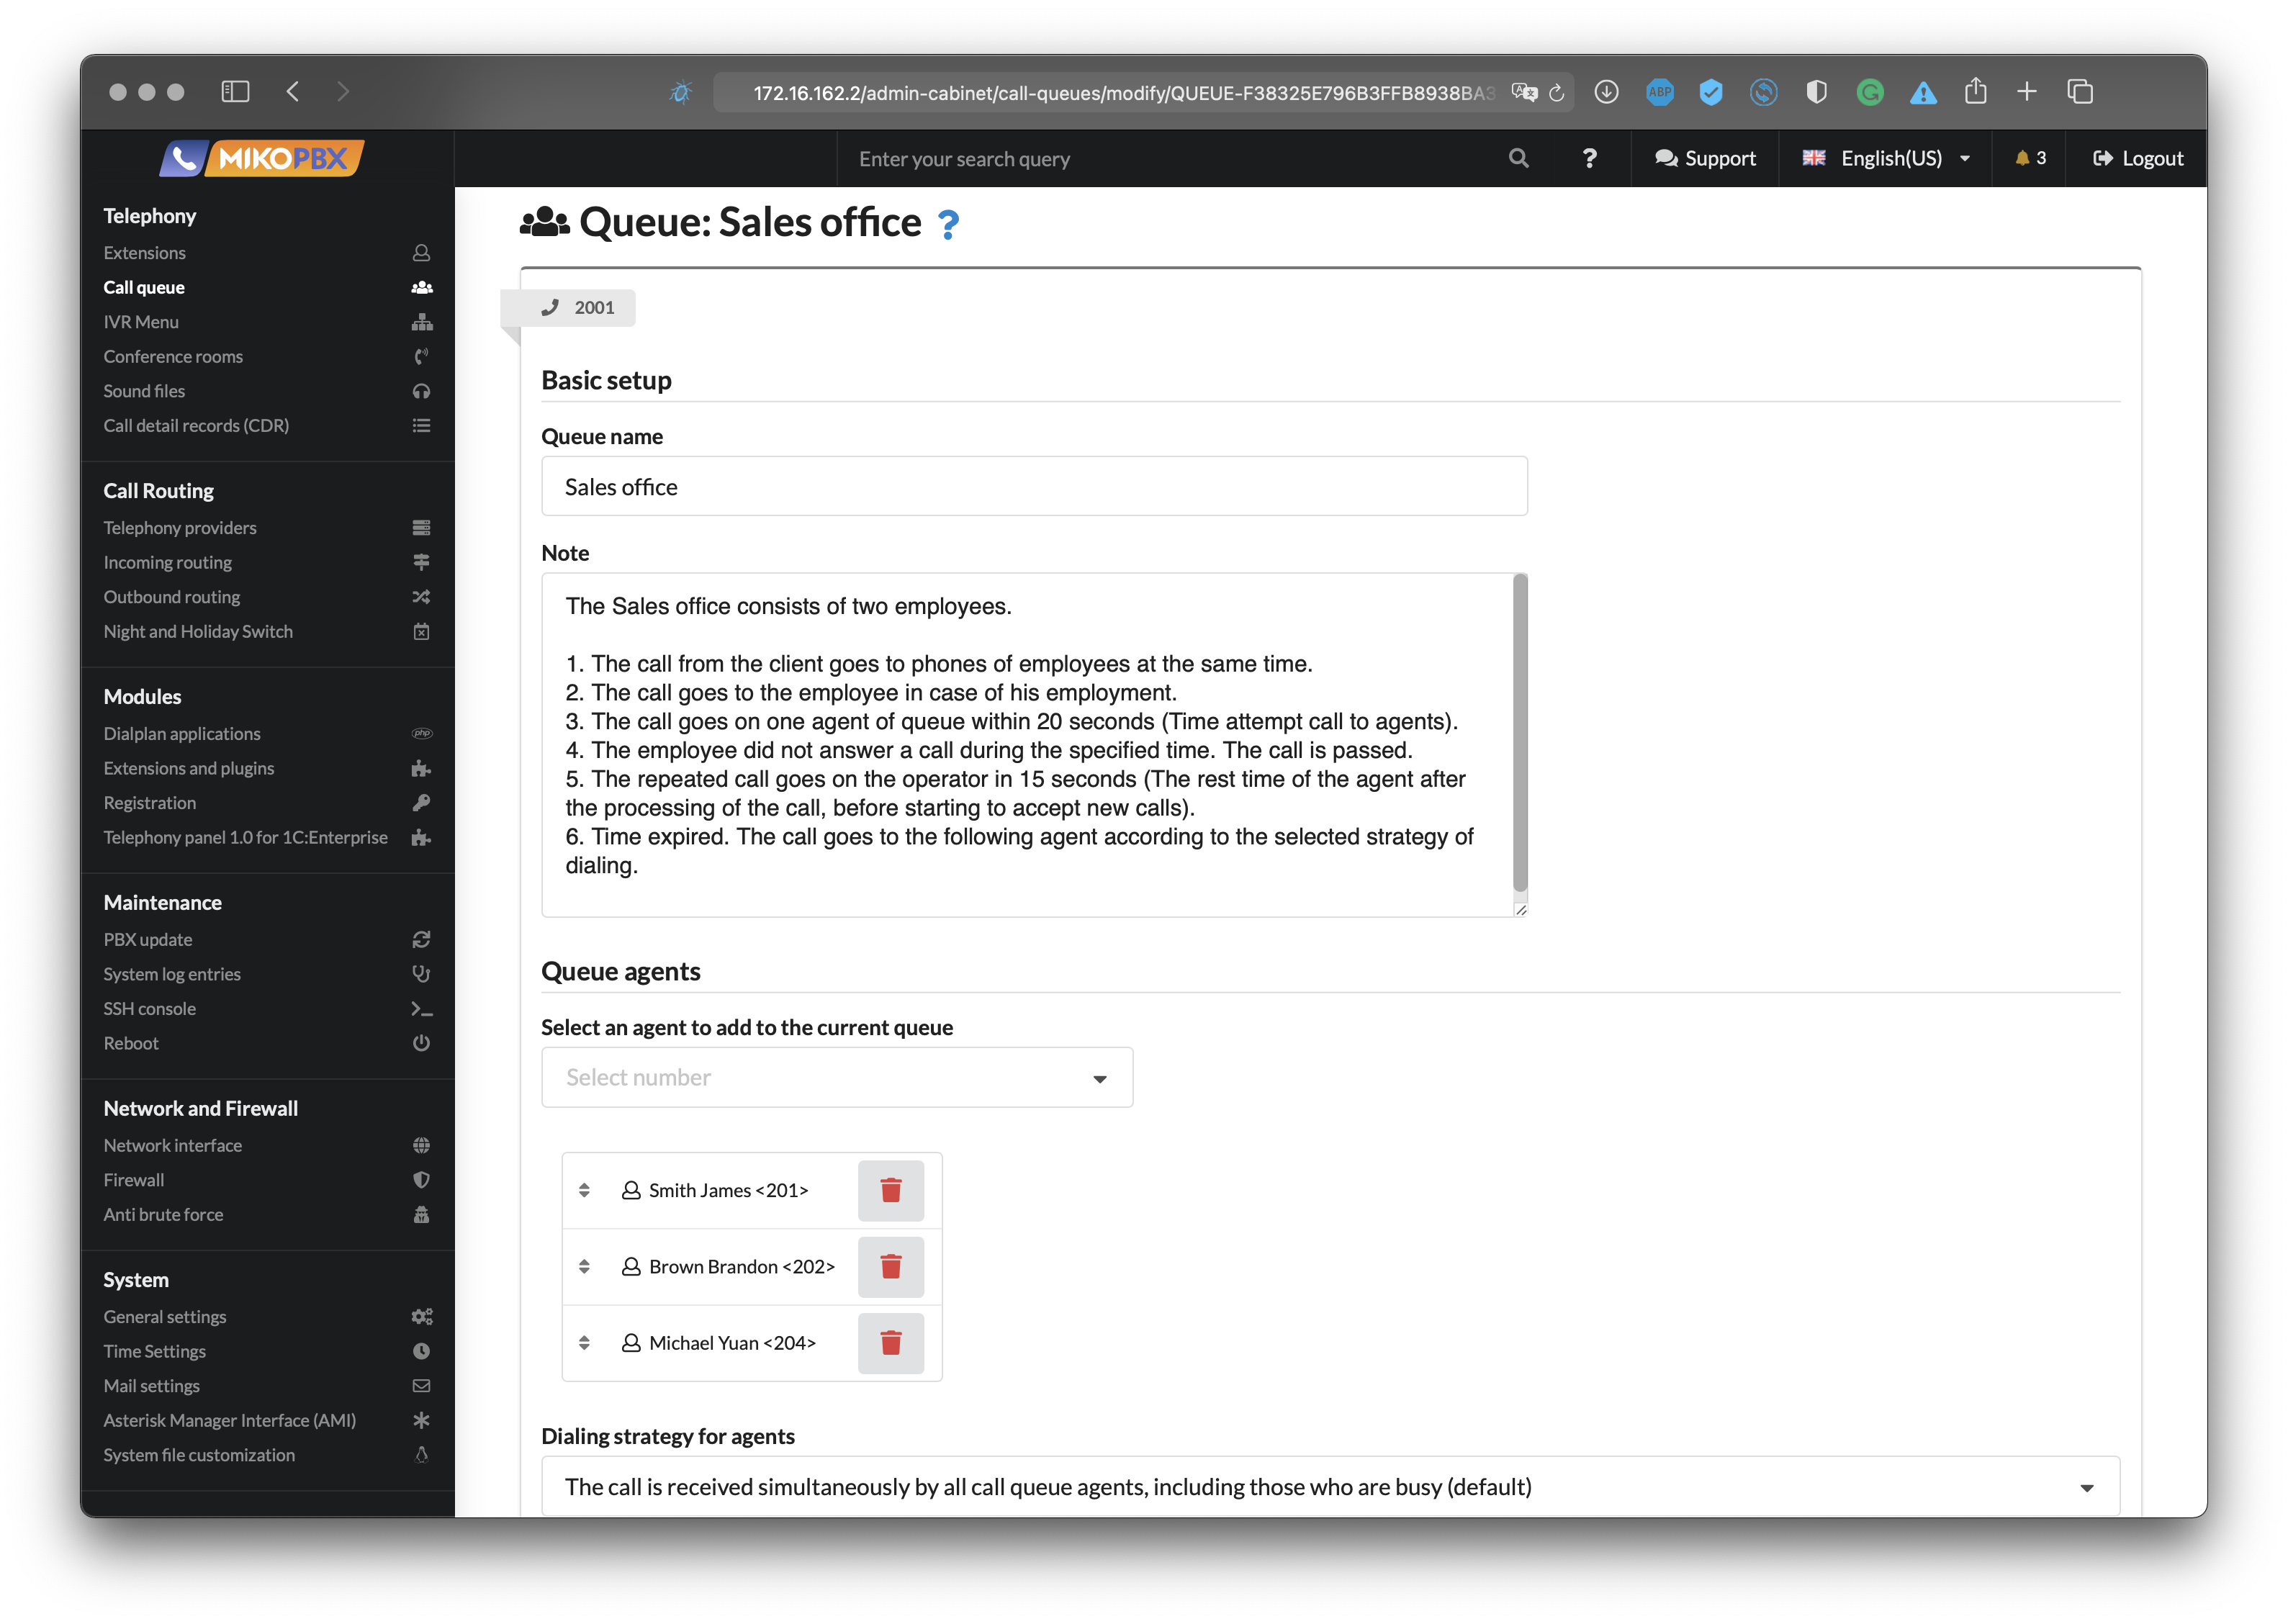 172.16.162.2/admin-cabinet/call-queues/modify/QUEUE-F38325E796B3FFB8938BA3
ABP
MIKOPBX
Enter your search query
?
Support
English(US)
3
Logout
Telephony
Extensions
Call queue
IVR Menu
Conference rooms
Sound files
Call detail records (CDR)
Call Routing
Telephony providers
Incoming routing
Outbound routing
Night and Holiday Switch
Modules
Dialplan applications
php
Extensions and plugins
Registration
Telephony panel 1.0 for 1C:Enterprise
Maintenance
PBX update
System log entries
SSH console
Reboot
Network and Firewall
Network interface
Firewall
Anti brute force
System
General settings
Time Settings
Mail settings
Asterisk Manager Interface (AMI)
System file customization
Queue: Sales office ?
2001
Basic setup
Queue name
Sales office
Note
The Sales office consists of two employees.
1. The call from the client goes to phones of employees at the same time.
2. The call goes to the employee in case of his employment.
3. The call goes on one agent of queue within 20 seconds (Time attempt call to agents).
4. The employee did not answer a call during the specified time. The call is passed.
5. The repeated call goes on the operator in 15 seconds (The rest time of the agent after
the processing of the call, before starting to accept new calls).
6. Time expired. The call goes to the following agent according to the selected strategy of
dialing.
Queue agents
Select an agent to add to the current queue
Select number
Smith James <201>
Brown Brandon <202>
Michael Yuan <204>
Dialing strategy for agents
The call is received simultaneously by all call queue agents, including those who are busy (default)